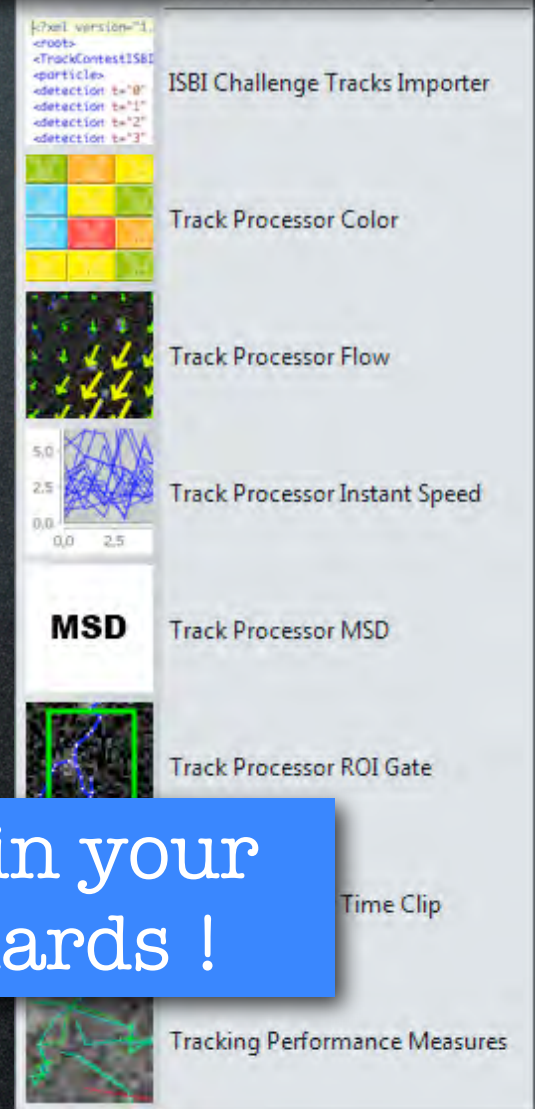 <?xml version="1.
<root>
<TrackContestISBI
<particle>
<detection t="0"
<detection t="1"
<detection t="2"
<detection t="3"
ISBI Challenge Tracks Importer
Track Processor Color
Track Processor Flow
5,0
2,5
0,0
0,0 2,5
Track Processor Instant Speed
MSD
Track Processor MSD
Track Processor ROI Gate
in your
ards !
Time Clip
Tracking Performance Measures